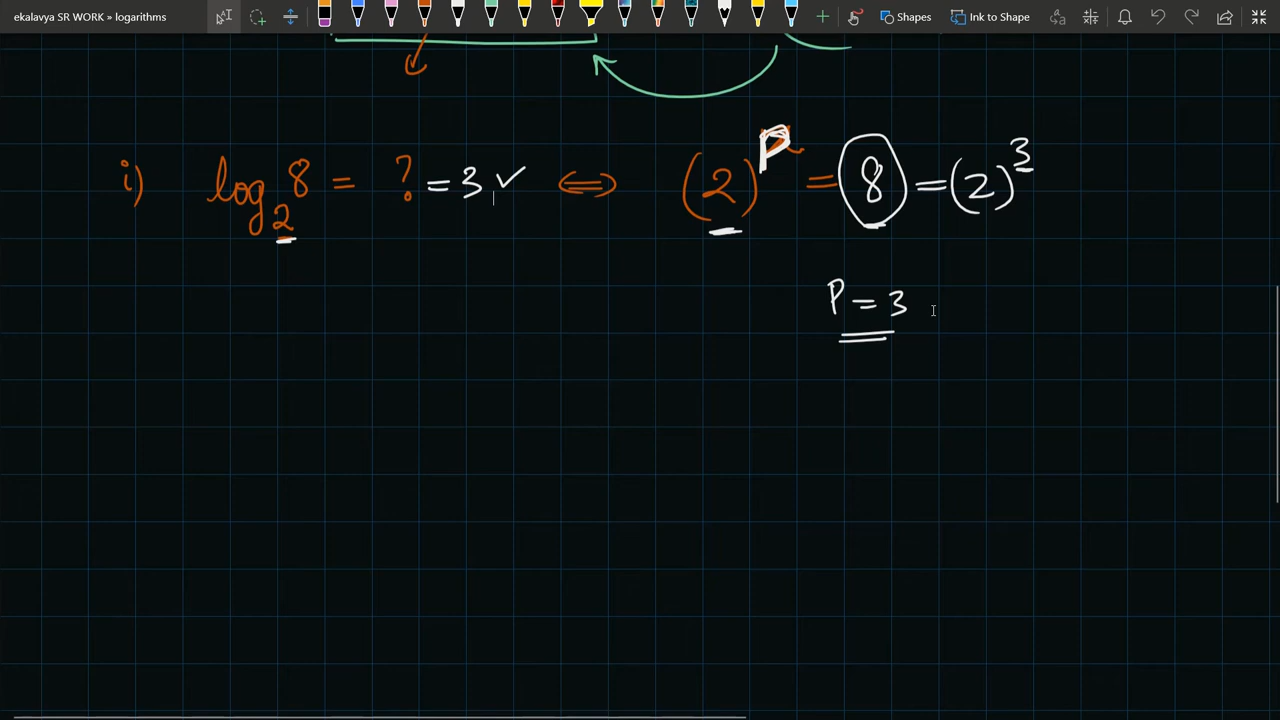 ekalavya SR WORK » logarithms Shapes Ink to Shape
i) log₂8 = ? = 3 ✓ ⇔ (2)ᴾ = 8 = (2)³
P = 3